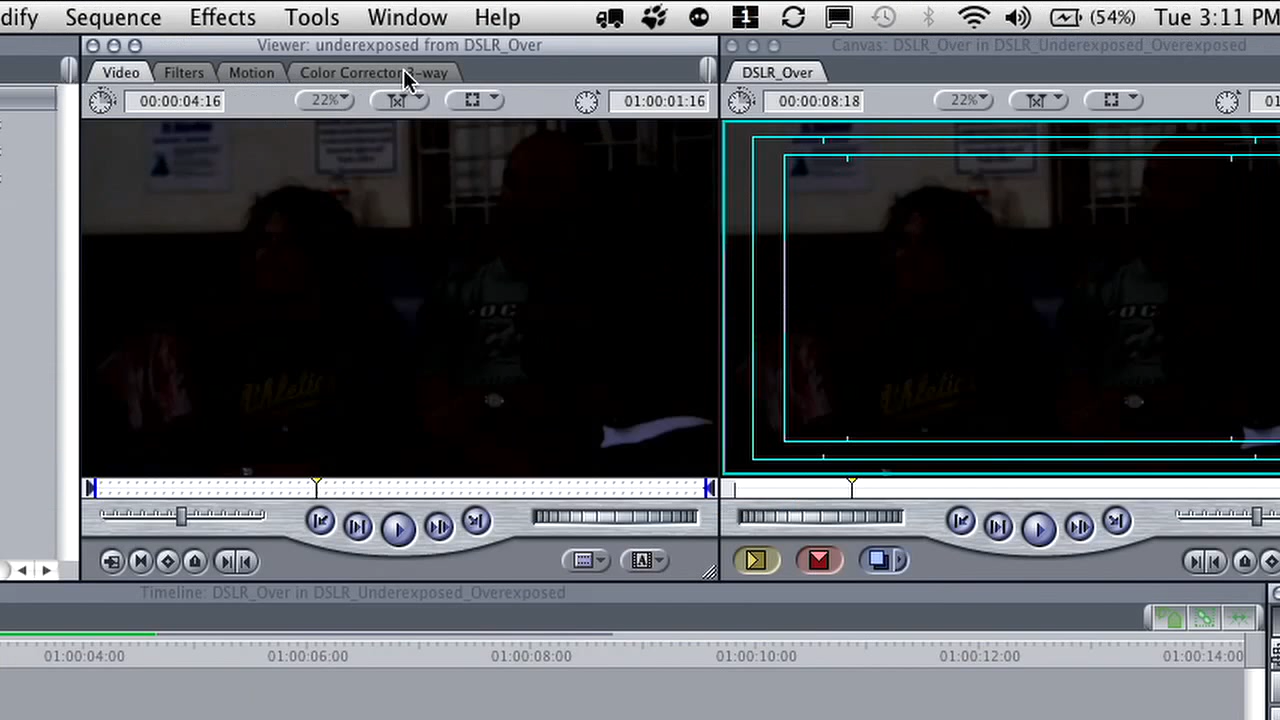 dify Sequence Effects Tools Window Help 1 (54%) Tue 3:11 PM
Viewer: underexposed from DSLR_Over
Canvas: DSLR_Over in DSLR_Underexposed_Overexposed
Video Filters Motion Color Corrector 3-way
DSLR_Over
00:00:04:16 22% 01:00:01:16
00:00:08:18 22% 01
Athletic
Timeline: DSLR_Over in DSLR_Underexposed_Overexposed
01:00:04:00 01:00:06:00 01:00:08:00 01:00:10:00 01:00:12:00 01:00:14:00